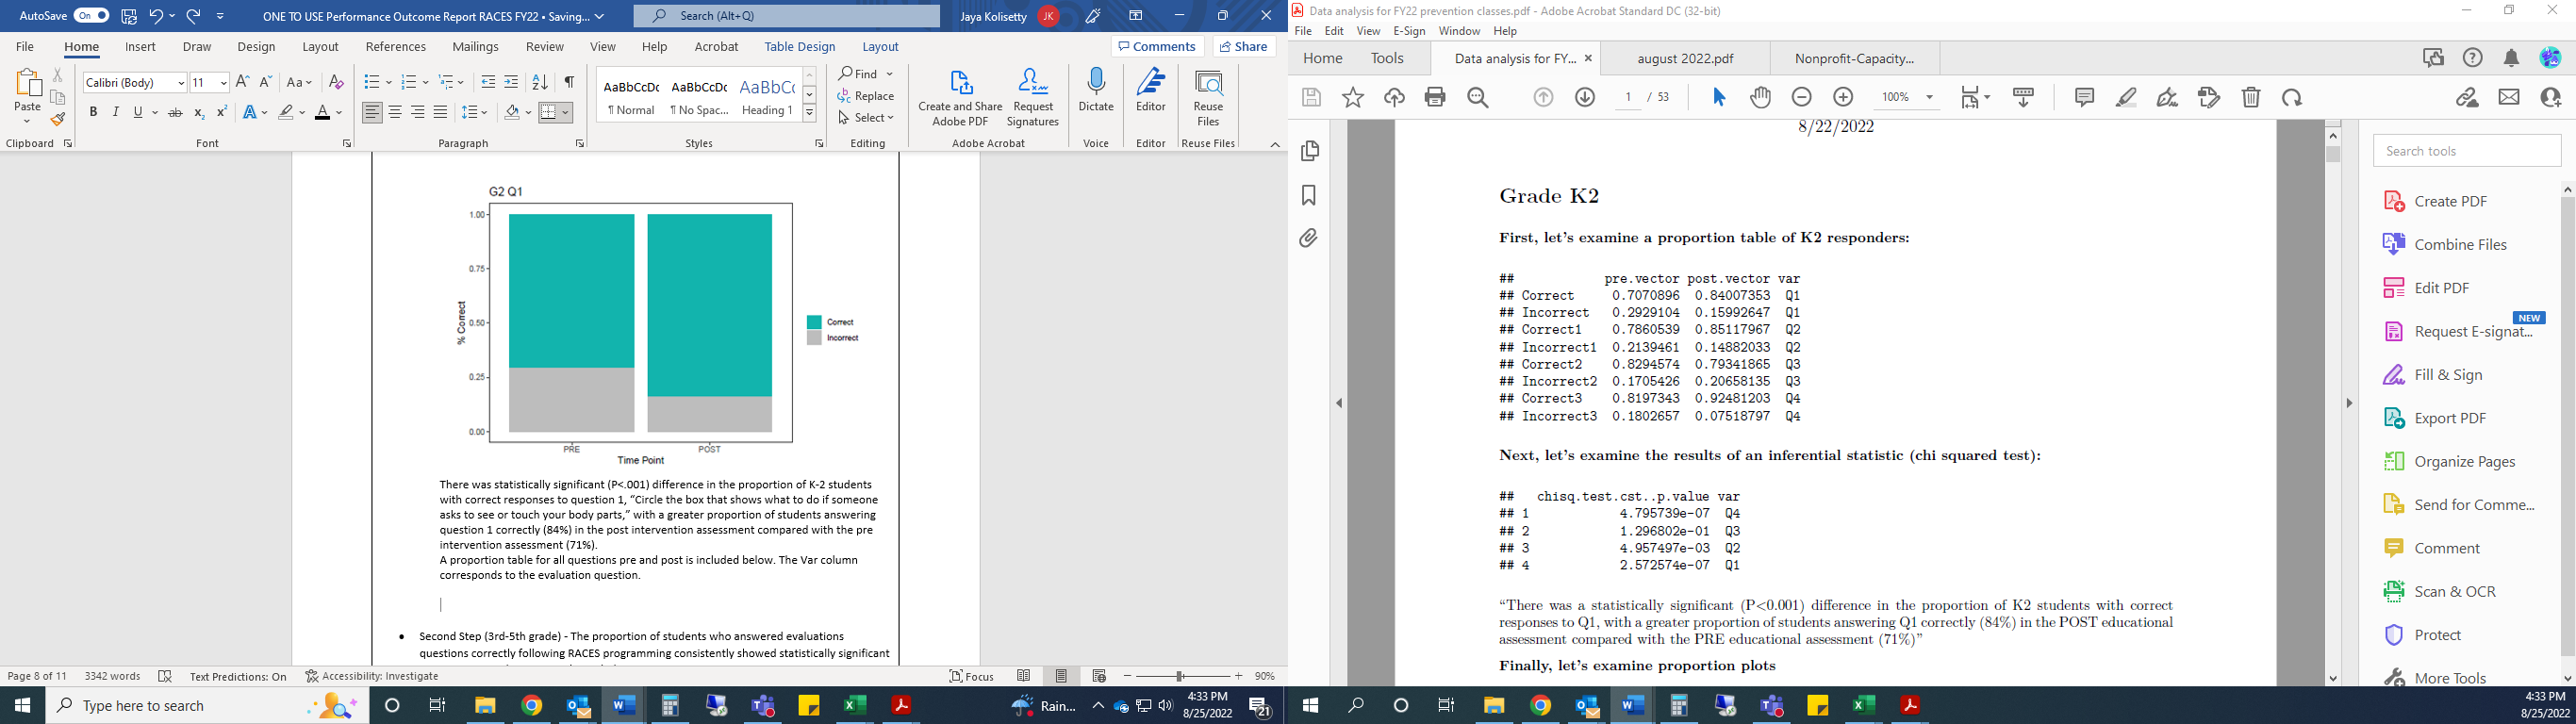 AutoSave On ONE TO USE Performance Outcome Report RACES FY22 • Saving... Search (Alt+Q) Jaya Kolisetty JK
File Home Insert Draw Design Layout References Mailings Review View Help Acrobat Table Design Layout Comments Share
Paste Calibri (Body) 11 Aa AaBbCcDc AaBbCcDc AaBbC Find Replace Select
¶ Normal ¶ No Spac... Heading 1
Create and Share Adobe PDF Request Signatures Dictate Editor Reuse Files
Clipboard Font Paragraph Styles Editing Adobe Acrobat Voice Editor Reuse Files
G2 Q1
1.00
0.75
0.50
0.25
0.00
% Correct
PRE POST
Time Point
Correct
Incorrect
There was statistically significant (P<.001) difference in the proportion of K-2 students
with correct responses to question 1, “Circle the box that shows what to do if someone
asks to see or touch your body parts,” with a greater proportion of students answering
question 1 correctly (84%) in the post intervention assessment compared with the pre
intervention assessment (71%).
A proportion table for all questions pre and post is included below. The Var column
corresponds to the evaluation question.
• Second Step (3rd-5th grade) - The proportion of students who answered evaluations
questions correctly following RACES programming consistently showed statistically significant
Page 8 of 11 3342 words Text Predictions: On Accessibility: Investigate Focus 90%
Type here to search Rain... 4:33 PM
8/25/2022 21
Data analysis for FY22 prevention classes.pdf - Adobe Acrobat Standard DC (32-bit)
File Edit View E-Sign Window Help
Home Tools Data analysis for FY... × august 2022.pdf Nonprofit-Capacity...
1 / 53 100%
8/22/2022
Grade K2
First, let’s examine a proportion table of K2 responders:
## pre.vector post.vector var
## Correct 0.7070896 0.84007353 Q1
## Incorrect 0.2929104 0.15992647 Q1
## Correct1 0.7860539 0.85117967 Q2
## Incorrect1 0.2139461 0.14882033 Q2
## Correct2 0.8294574 0.79341865 Q3
## Incorrect2 0.1705426 0.20658135 Q3
## Correct3 0.8197343 0.92481203 Q4
## Incorrect3 0.1802657 0.07518797 Q4
Next, let’s examine the results of an inferential statistic (chi squared test):
## chisq.test.cst..p.value var
## 1 4.795739e-07 Q4
## 2 1.296802e-01 Q3
## 3 4.957497e-03 Q2
## 4 2.572574e-07 Q1
“There was a statistically significant (P<0.001) difference in the proportion of K2 students with correct
responses to Q1, with a greater proportion of students answering Q1 correctly (84%) in the POST educational
assessment compared with the PRE educational assessment (71%)”
Finally, let’s examine proportion plots
Search tools
Create PDF
Combine Files
Edit PDF
NEW
Request E-signat...
Fill & Sign
Export PDF
Organize Pages
Send for Comme...
Comment
Scan & OCR
Protect
More Tools
4:33 PM
8/25/2022